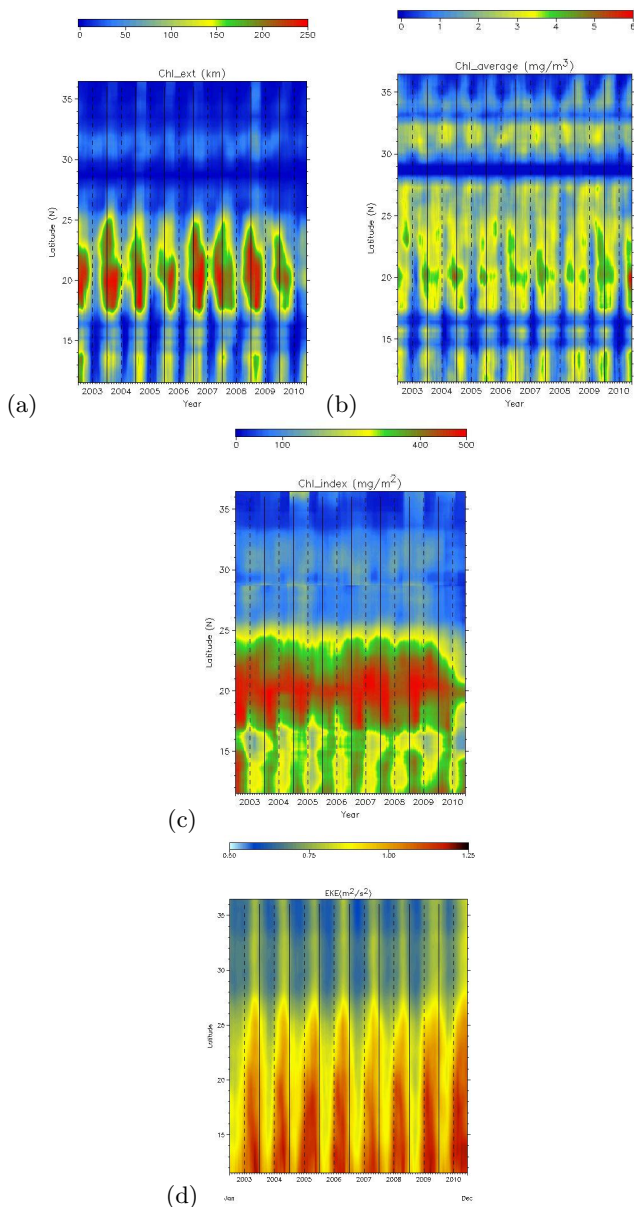 0 50 100 150 200 250
Chl_ext (km)
35
30
25
20
15
Latitude (N)
2003 2004 2005 2006 2007 2008 2009 2010
Year
(a)
0 1 2 3 4 5 6
Chl_average (mg/m³)
35
30
25
20
15
Latitude (N)
2003 2004 2005 2006 2007 2008 2009 2010
Year
(b)
0 100 200 300 400 500
Chl_index (mg/m²)
35
30
25
20
15
Latitude (N)
2003 2004 2005 2006 2007 2008 2009 2010
Year
(c)
0.50 0.75 1.00 1.25
EKE(m²/s²)
35
30
25
20
15
Latitude
2003 2004 2005 2006 2007 2008 2009 2010
Jan Dec
(d)